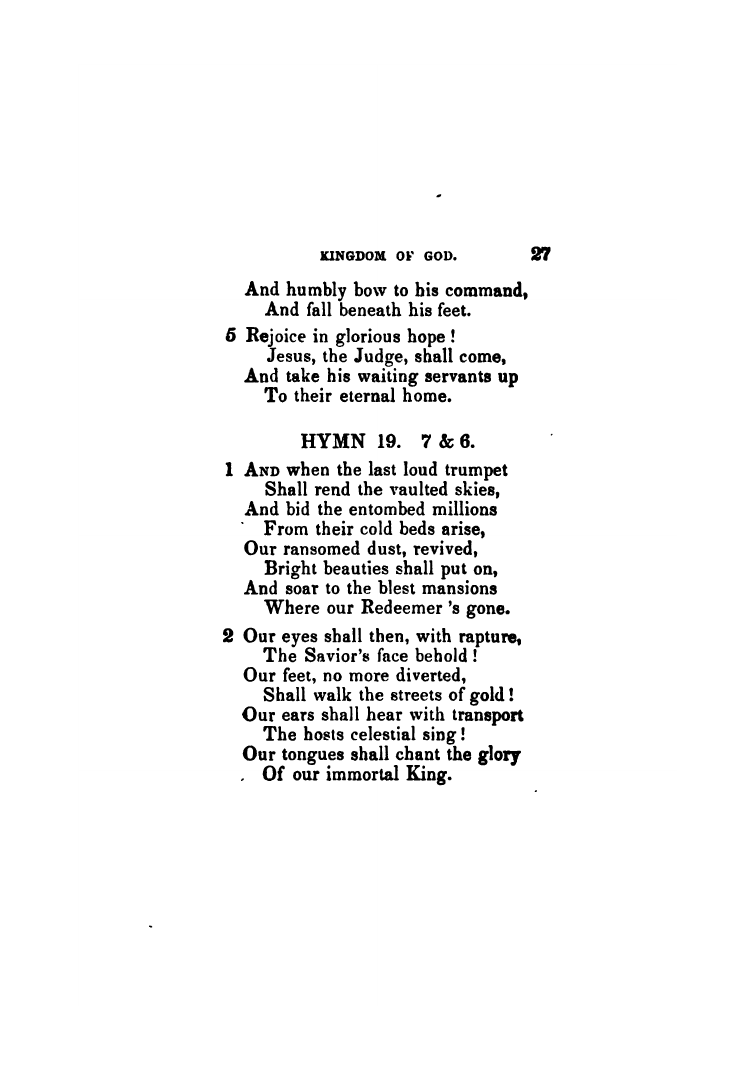 KINGDOM OF GOD. 27
And humbly bow to his command,
And fall beneath his feet.
5 Rejoice in glorious hope !
Jesus, the Judge, shall come,
And take his waiting servants up
To their eternal home.
HYMN 19. 7 & 6.
1 AND when the last loud trumpet
Shall rend the vaulted skies,
And bid the entombed millions
From their cold beds arise,
Our ransomed dust, revived,
Bright beauties shall put on,
And soar to the blest mansions
Where our Redeemer 's gone.
2 Our eyes shall then, with rapture,
The Savior's face behold !
Our feet, no more diverted,
Shall walk the streets of gold !
Our ears shall hear with transport
The hosts celestial sing !
Our tongues shall chant the glory
Of our immortal King.